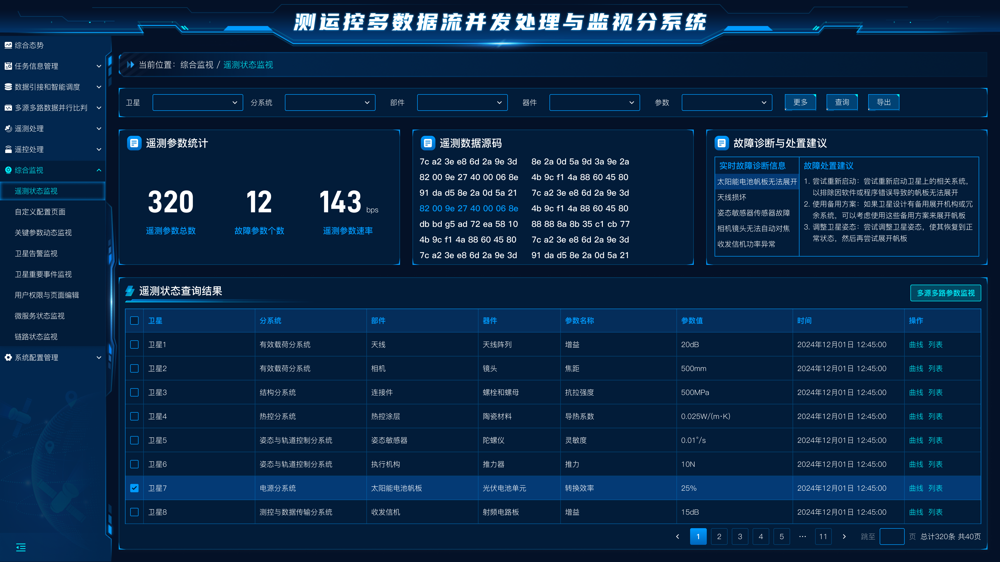 测运控多数据流并发处理与监视分系统
综合态势
任务信息管理
数据引接和智能调度
多源多路数据并行比判
遥测处理
遥控处理
综合监视
遥测状态监视
自定义配置页面
关键参数动态监视
卫星告警监视
卫星重要事件监视
用户权限与页面编辑
微服务状态监视
链路状态监视
系统配置管理
当前位置：综合监视 / 遥测状态监视
卫星 分系统 部件 器件 参数 更多 查询 导出
遥测参数统计
320 12 143 bps
遥测参数总数 故障参数个数 遥测参数速率
遥测数据源码
7c a2 3e e8 6d 2a 9e 3d 8e 2a 0d 5a 9d 3a 9e 2a
82 00 9e 27 40 00 06 8e 4b 9c f1 4a 88 60 45 80
91 da d5 8e 2a 0d 5a 21 7c a2 3e e8 6d 2a 9e 3d
82 00 9e 27 40 00 06 8e 4b 9c f1 4a 88 60 45 80
db bd g5 ad 72 ea 58 10 88 88 8a 8b 35 c1 cb 77
4b 9c f1 4a 88 60 45 80 7c a2 3e e8 6d 2a 9e 3d
7c a2 3e e8 6d 2a 9e 3d 91 da d5 8e 2a 0d 5a 21
故障诊断与处置建议
实时故障诊断信息
太阳能电池帆板无法展开
天线损坏
姿态敏感器传感器故障
相机镜头无法自动对焦
收发信机功率异常
故障处置建议
1. 尝试重新启动：尝试重新启动卫星上的相关系统，
以排除因软件或程序错误导致的帆板无法展开
2. 使用备用方案：如果卫星设计有备用展开机构或冗
余系统，可以考虑使用这些备用方案来展开帆板
3. 调整卫星姿态：尝试调整卫星姿态，使其恢复到正
常状态，然后再尝试展开帆板
遥测状态查询结果
多源多路参数监视
卫星 分系统 部件 器件 参数名称 参数值 时间 操作
卫星1 有效载荷分系统 天线 天线阵列 增益 20dB 2024年12月01日 12:45:00 曲线 列表
卫星2 有效载荷分系统 相机 镜头 焦距 500mm 2024年12月01日 12:45:00 曲线 列表
卫星3 结构分系统 连接件 螺栓和螺母 抗拉强度 500MPa 2024年12月01日 12:45:00 曲线 列表
卫星4 热控分系统 热控涂层 陶瓷材料 导热系数 0.025W/(m·K) 2024年12月01日 12:45:00 曲线 列表
卫星5 姿态与轨道控制分系统 姿态敏感器 陀螺仪 灵敏度 0.01°/s 2024年12月01日 12:45:00 曲线 列表
卫星6 姿态与轨道控制分系统 执行机构 推力器 推力 10N 2024年12月01日 12:45:00 曲线 列表
卫星7 电源分系统 太阳能电池帆板 光伏电池单元 转换效率 25% 2024年12月01日 12:45:00 曲线 列表
卫星8 测控与数据传输分系统 收发信机 射频电路板 增益 15dB 2024年12月01日 12:45:00 曲线 列表
1 2 3 4 5 ··· 11 跳至 页 总计320条 共40页